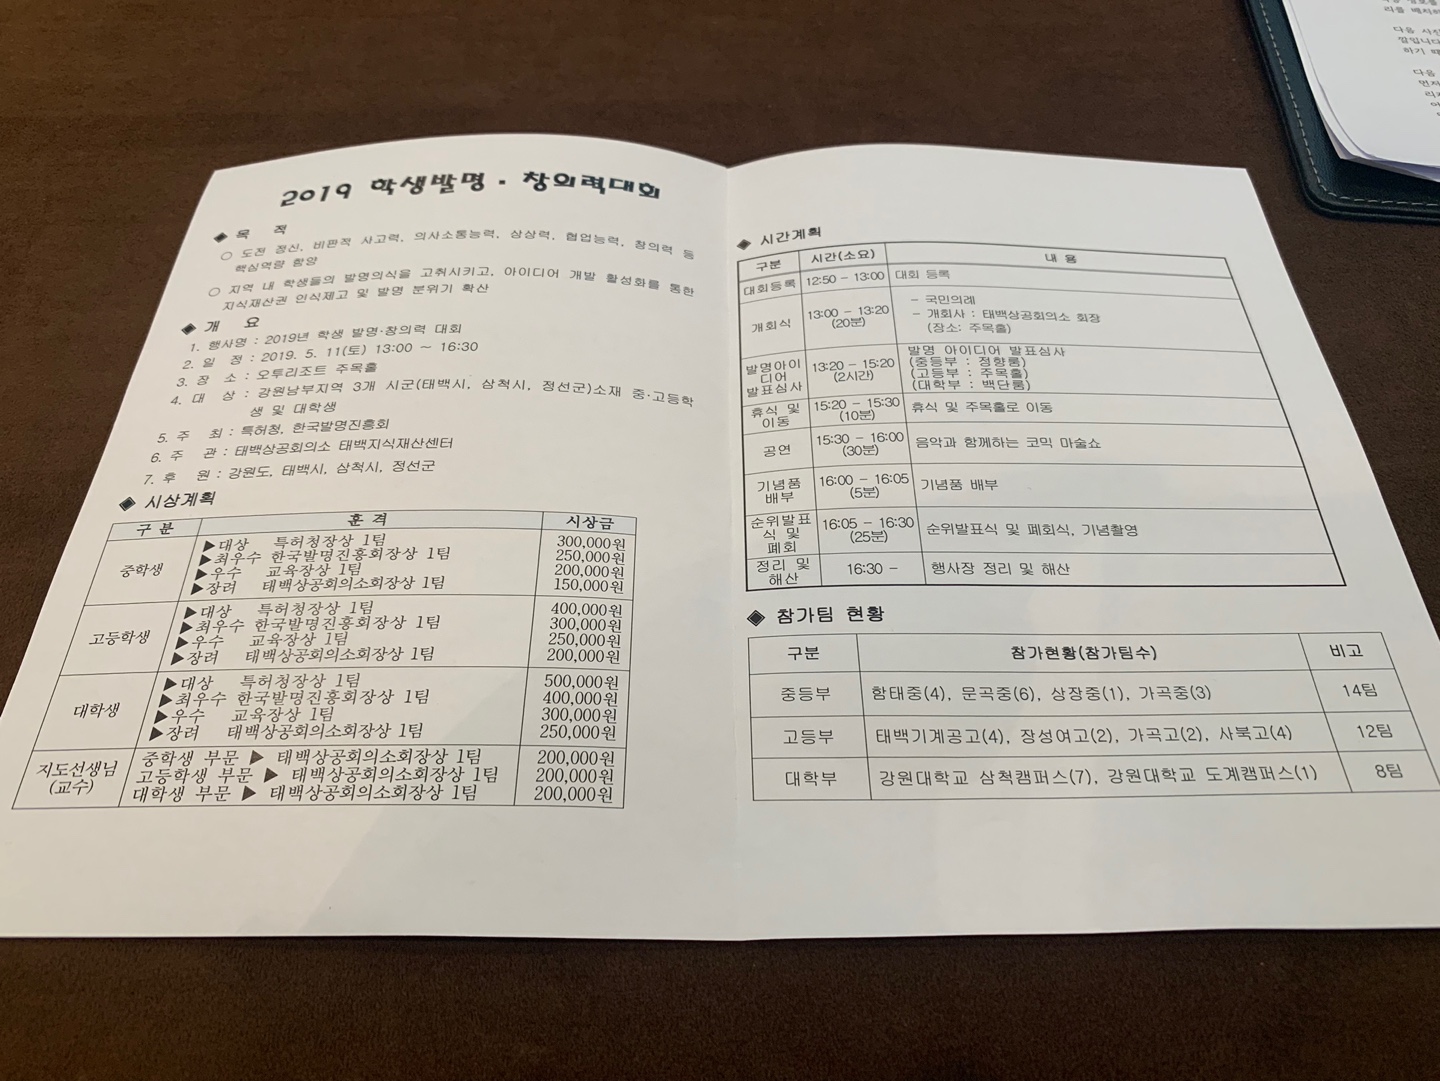 2019 학생발명·창의력대회
◈ 목 적
○ 도전 정신, 비판적 사고력, 의사소통능력, 상상력, 협업능력, 창의력 등
핵심역량 함양
○ 지역 내 학생들의 발명의식을 고취시키고, 아이디어 개발 활성화를 통한
지식재산권 인식제고 및 발명 분위기 확산
◈ 개 요
1. 행사명 : 2019년 학생 발명·창의력 대회
2. 일 정 : 2019. 5. 11(토) 13:00 ~ 16:30
3. 장 소 : 오투리조트 주목홀
4. 대 상 : 강원남부지역 3개 시군(태백시, 삼척시, 정선군)소재 중·고등학
생 및 대학생
5. 주 최 : 특허청, 한국발명진흥회
6. 주 관 : 태백상공회의소 태백지식재산센터
7. 후 원 : 강원도, 태백시, 삼척시, 정선군
◈ 시상계획
구 분 훈 격 시상금
중학생
▶대상 특허청장상 1팀 300,000원
▶최우수 한국발명진흥회장상 1팀 250,000원
▶우수 교육장상 1팀 200,000원
▶장려 태백상공회의소회장상 1팀 150,000원
고등학생
▶대상 특허청장상 1팀 400,000원
▶최우수 한국발명진흥회장상 1팀 300,000원
▶우수 교육장상 1팀 250,000원
▶장려 태백상공회의소회장상 1팀 200,000원
대학생
▶대상 특허청장상 1팀 500,000원
▶최우수 한국발명진흥회장상 1팀 400,000원
▶우수 교육장상 1팀 300,000원
▶장려 태백상공회의소회장상 1팀 250,000원
지도선생님
(교수)
중학생 부문 ▶ 태백상공회의소회장상 1팀 200,000원
고등학생 부문 ▶ 태백상공회의소회장상 1팀 200,000원
대학생 부문 ▶ 태백상공회의소회장상 1팀 200,000원
◈ 시간계획
구분 시간(소요) 내 용
대회등록 12:50 - 13:00 대회 등록
개회식
13:00 - 13:20
(20분)
- 국민의례
- 개회사 : 태백상공회의소 회장
(장소: 주목홀)
발명아이
디어
발표심사
13:20 - 15:20
(2시간)
발명 아이디어 발표심사
(중등부 : 정향룸)
(고등부 : 주목홀)
(대학부 : 백단룸)
휴식 및
이동
15:20 - 15:30
(10분)
휴식 및 주목홀로 이동
공연
15:30 - 16:00
(30분)
음악과 함께하는 코믹 마술쇼
기념품
배부
16:00 - 16:05
(5분)
기념품 배부
순위발표
식 및
폐회
16:05 - 16:30
(25분)
순위발표식 및 폐회식, 기념촬영
정리 및
해산
16:30 -
행사장 정리 및 해산
◈ 참가팀 현황
구분 참가현황(참가팀수) 비고
중등부 함태중(4), 문곡중(6), 상장중(1), 가곡중(3) 14팀
고등부 태백기계공고(4), 장성여고(2), 가곡고(2), 사북고(4) 12팀
대학부 강원대학교 삼척캠퍼스(7), 강원대학교 도계캠퍼스(1) 8팀
다음
하기
다음
먼저